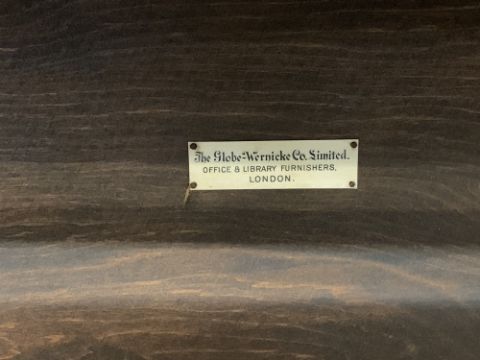 The Globe-Wernicke Co. Limited.
OFFICE & LIBRARY FURNISHERS,
LONDON.